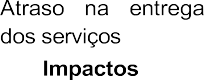 Atraso na entrega
dos serviços
Impactos